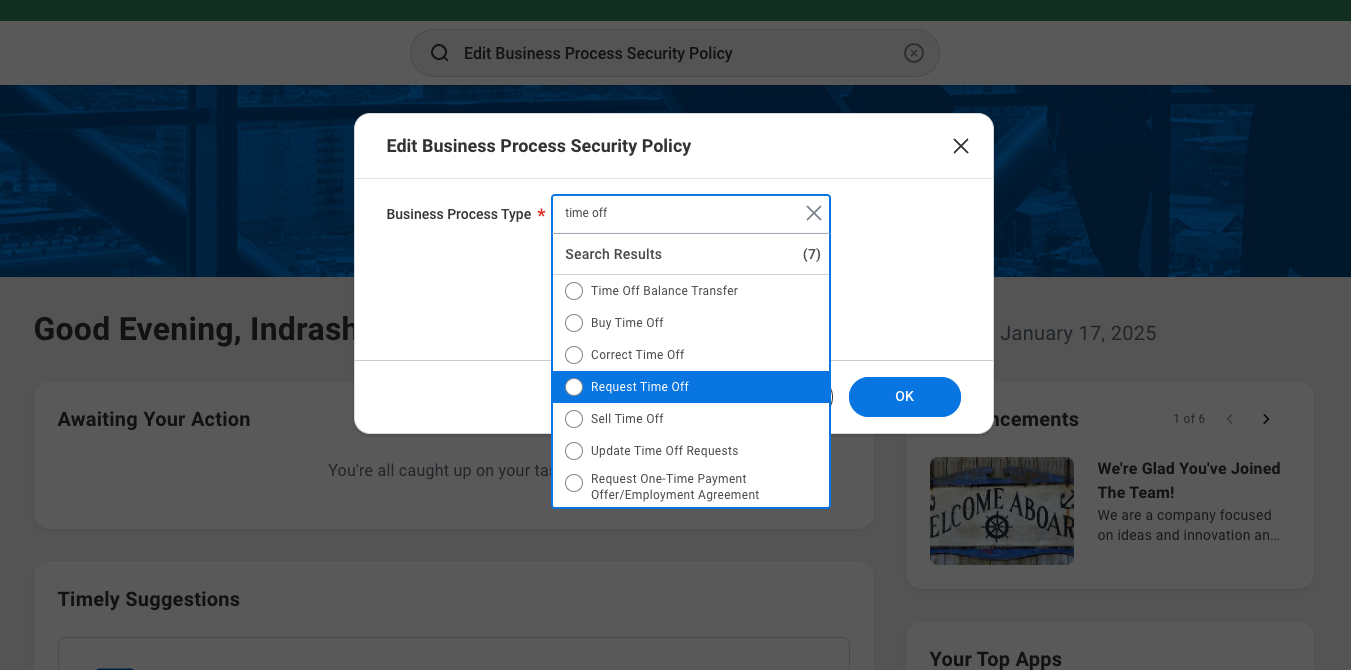 Edit Business Process Security Policy
Edit Business Process Security Policy
Business Process Type *
time off
Search Results (7)
Time Off Balance Transfer
Buy Time Off
Correct Time Off
Request Time Off
Sell Time Off
Update Time Off Requests
Request One-Time Payment
Offer/Employment Agreement
OK
Good Evening, Indrash
January 17, 2025
Awaiting Your Action
You're all caught up on your ta
ncements
1 of 6
We're Glad You've Joined
The Team!
We are a company focused
on ideas and innovation an...
ELCOME ABOAR
Timely Suggestions
Your Top Apps